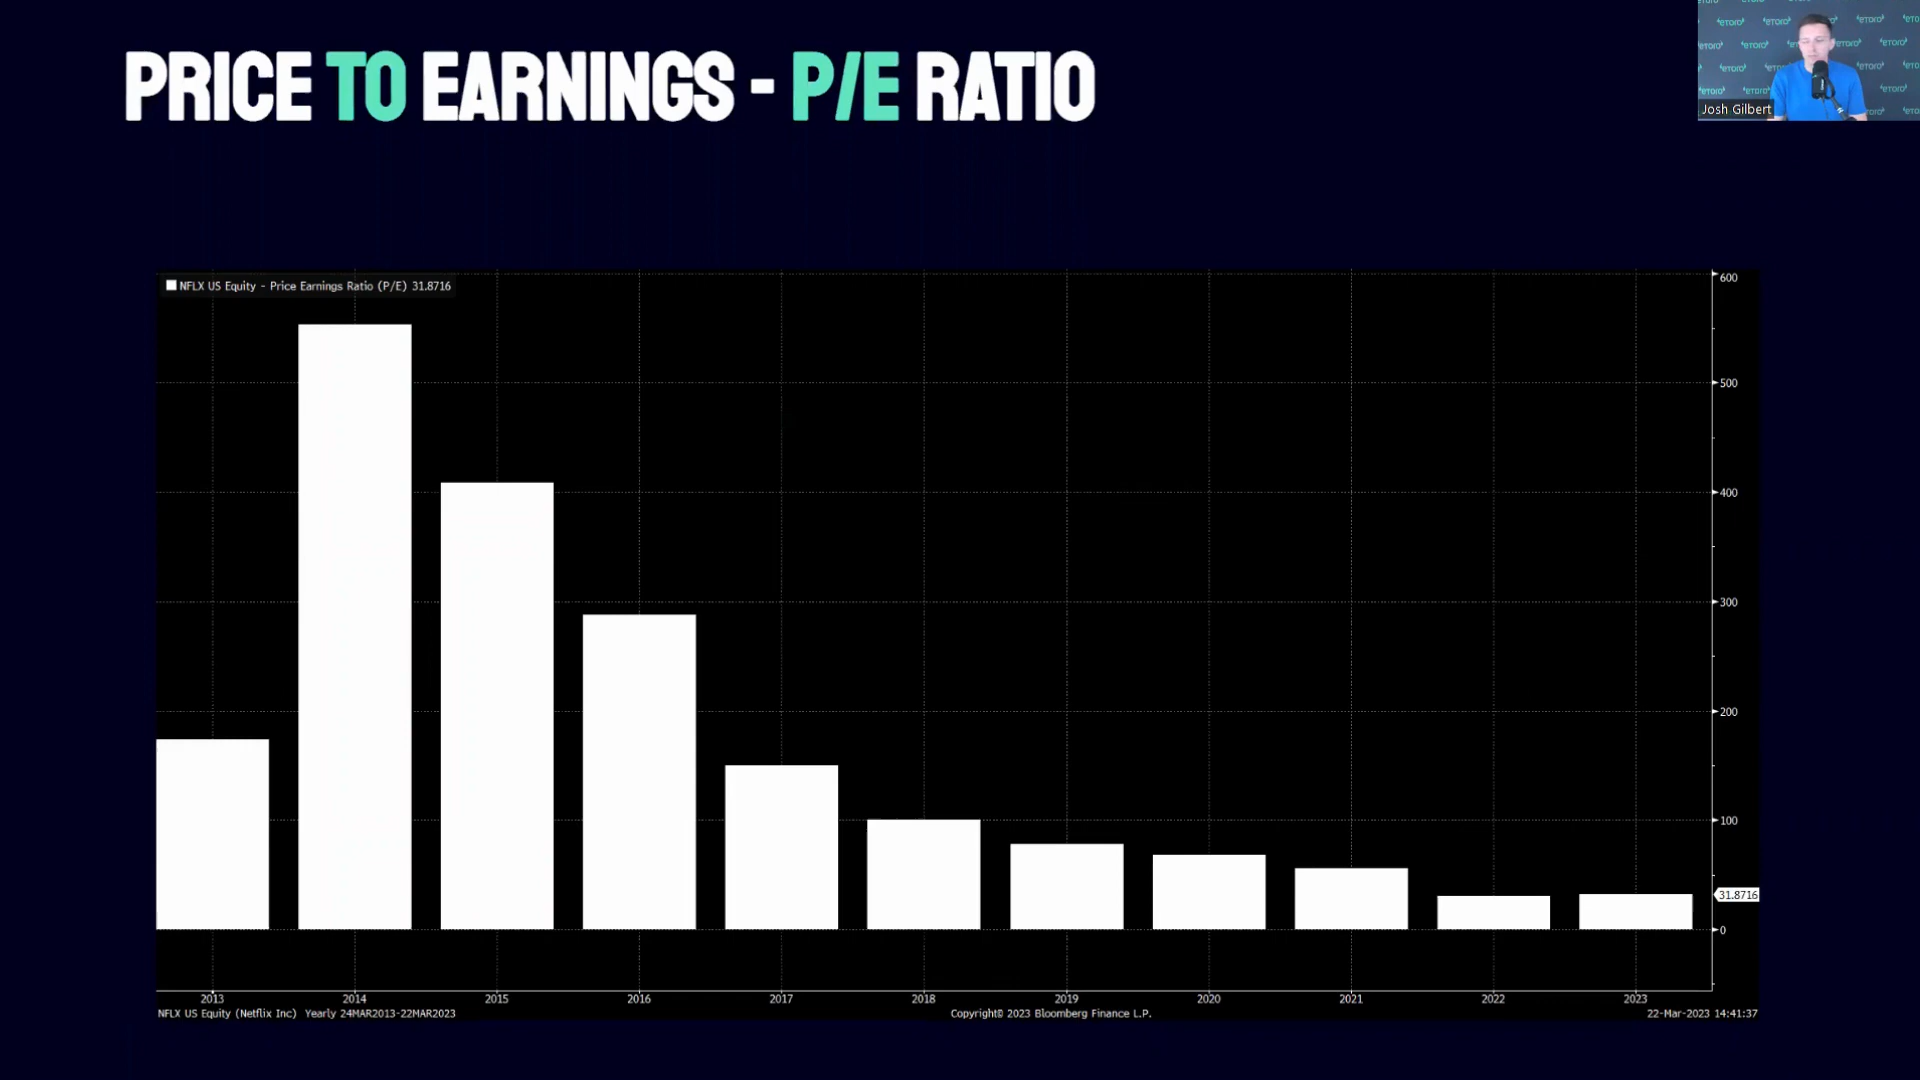 PRICE TO EARNINGS - P/E RATIO
Josh Gilbert
NFLX US Equity - Price Earnings Ratio (P/E) 31.8716
600
500
400
300
200
100
31.8716
0
2013 2014 2015 2016 2017 2018 2019 2020 2021 2022 2023
NFLX US Equity (Netflix Inc) Yearly 24MAR2013-22MAR2023 Copyright© 2023 Bloomberg Finance L.P. 22-Mar-2023 14:41:37